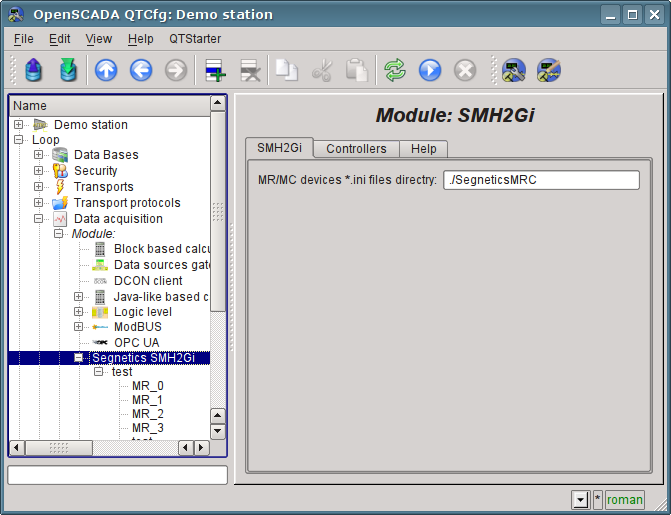 OpenSCADA QTCfg: Demo station
File Edit View Help QTStarter
Name
Demo station
Loop
Data Bases
Security
Transports
Transport protocols
Data acquisition
Module:
Block based calcu
Data sources gat
DCON client
Java-like based c
Logic level
ModBUS
OPC UA
Segnetics SMH2Gi
test
MR_0
MR_1
MR_2
MR_3
Module: SMH2Gi
SMH2Gi Controllers Help
MR/MC devices *.ini files directry: ./SegneticsMRC
* roman